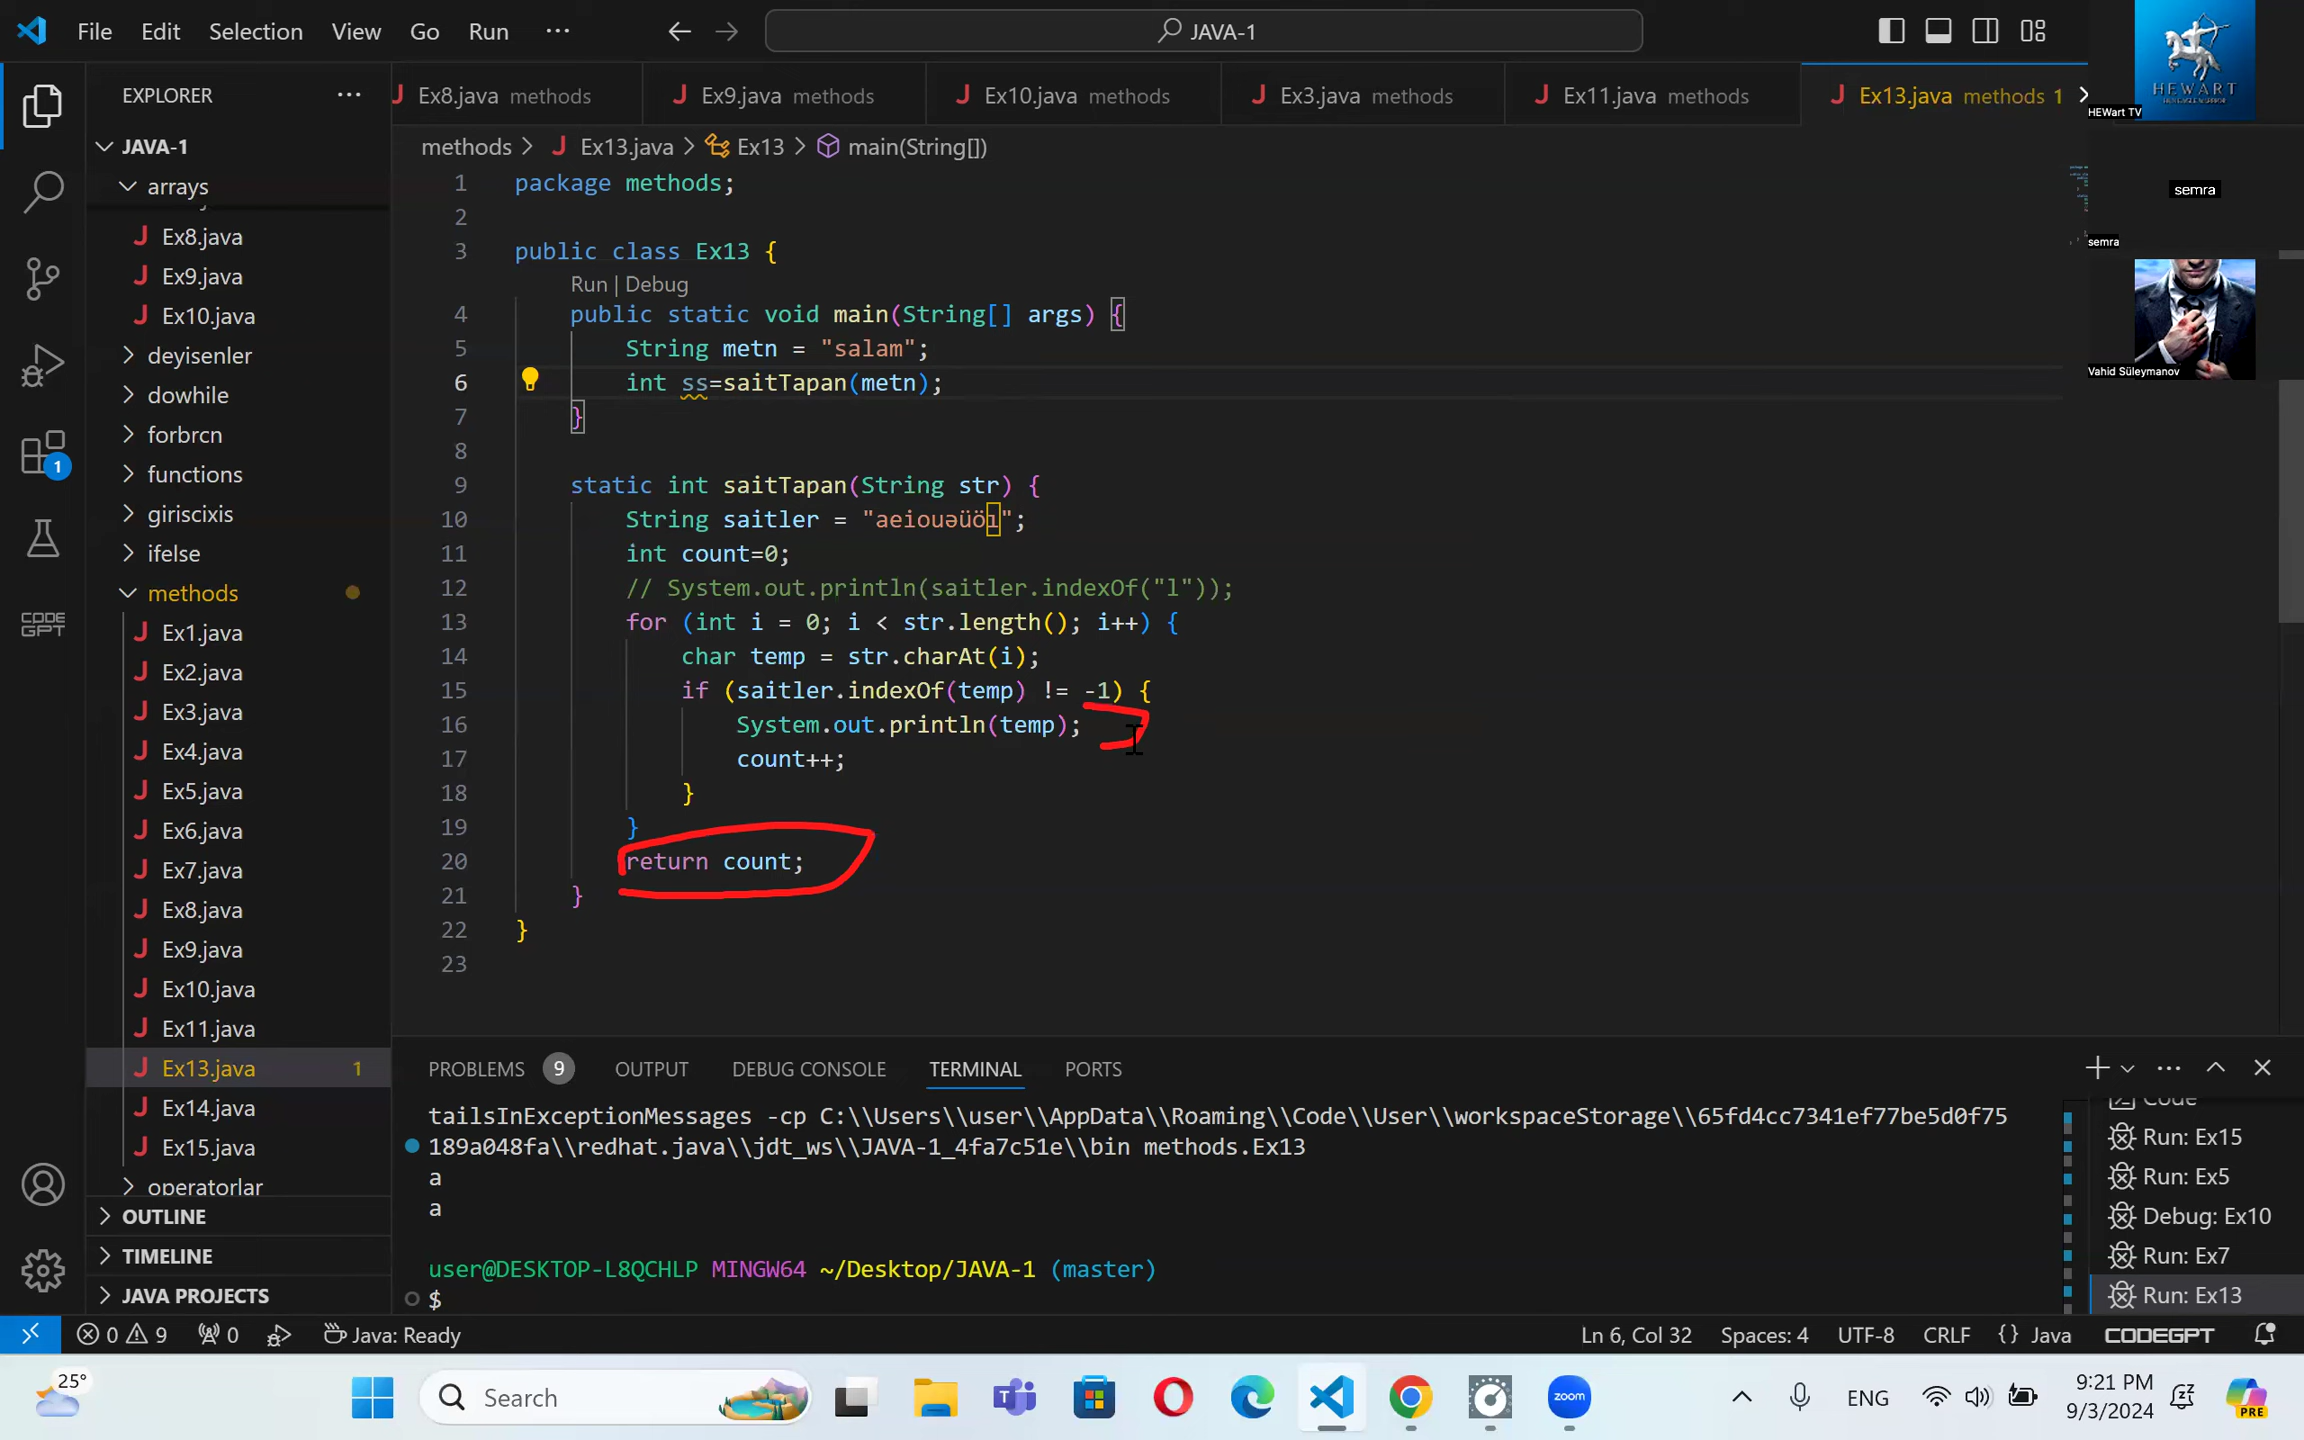 File Edit Selection View Go Run ··· JAVA-1
HEWART
HEWart TV
EXPLORER ···
Ex8.java methods Ex9.java methods Ex10.java methods Ex3.java methods Ex11.java methods Ex13.java methods 1
JAVA-1
arrays
Ex8.java
Ex9.java
Ex10.java
deyisenler
dowhile
forbrcn
functions
giriscixis
ifelse
methods
Ex1.java
Ex2.java
Ex3.java
Ex4.java
Ex5.java
Ex6.java
Ex7.java
Ex8.java
Ex9.java
Ex10.java
Ex11.java
Ex13.java 1
Ex14.java
Ex15.java
operatorlar
OUTLINE
TIMELINE
JAVA PROJECTS
1
CODE
GPT
methods > Ex13.java > Ex13 > main(String[])
1 package methods;
2
3 public class Ex13 {
Run | Debug
4 public static void main(String[] args) {
5 String metn = "salam";
6 int ss=saitTapan(metn);
7 }
8
9 static int saitTapan(String str) {
10 String saitler = "aeiouəüöı";
11 int count=0;
12 // System.out.println(saitler.indexOf("l"));
13 for (int i = 0; i < str.length(); i++) {
14 char temp = str.charAt(i);
15 if (saitler.indexOf(temp) != -1) {
16 System.out.println(temp);
17 count++;
18 }
19 }
20 return count;
21 }
22 }
23
semra
semra
Vahid Süleymanov
PROBLEMS 9 OUTPUT DEBUG CONSOLE TERMINAL PORTS
tailsInExceptionMessages -cp C:\\Users\\user\\AppData\\Roaming\\Code\\User\\workspaceStorage\\65fd4cc7341ef77be5d0f75
189a048fa\\redhat.java\\jdt_ws\\JAVA-1_4fa7c51e\\bin methods.Ex13
a
a
user@DESKTOP-L8QCHLP MINGW64 ~/Desktop/JAVA-1 (master)
$
Code
Run: Ex15
Run: Ex5
Debug: Ex10
Run: Ex7
Run: Ex13
0 9 0 Java: Ready Ln 6, Col 32 Spaces: 4 UTF-8 CRLF {} Java CODEGPT
25° Search zoom ENG 9:21 PM
9/3/2024
PRE